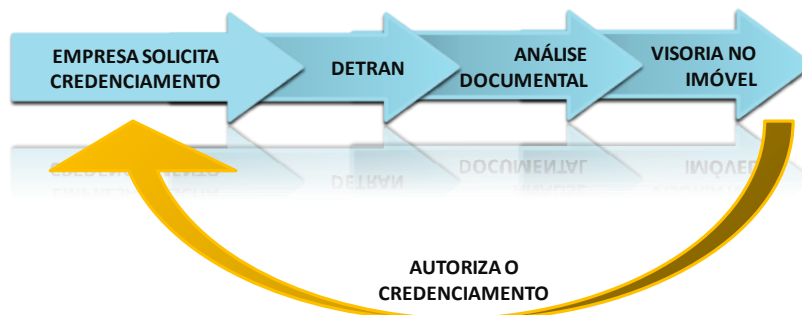 EMPRESA SOLICITA
CREDENCIAMENTO
DETRAN
ANÁLISE
DOCUMENTAL
VISORIA NO
IMÓVEL
AUTORIZA O
CREDENCIAMENTO